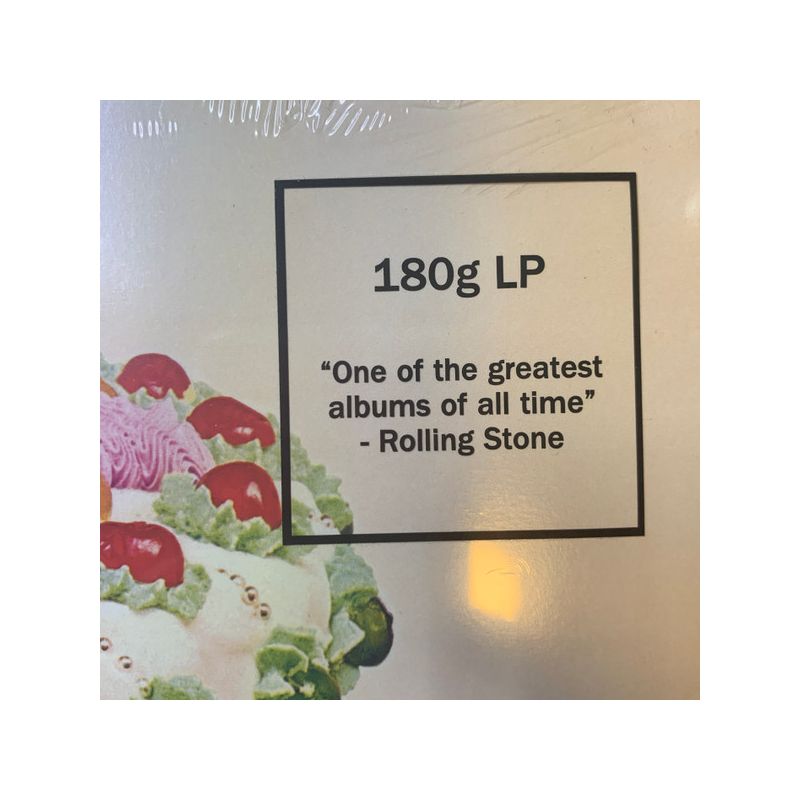 180g LP
“One of the greatest
albums of all time”
- Rolling Stone